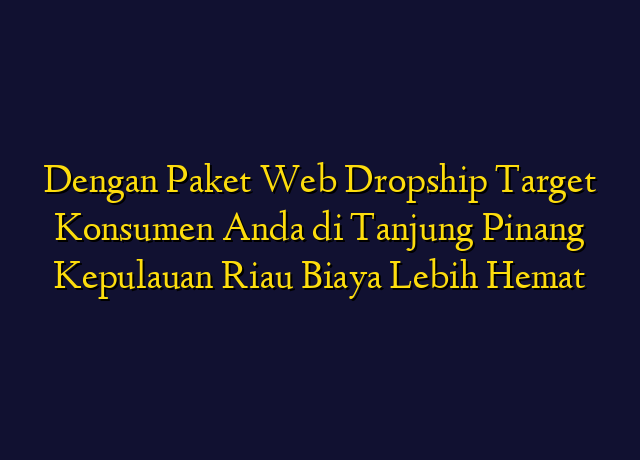 Dengan Paket Web Dropship Target
Konsumen Anda di Tanjung Pinang
Kepulauan Riau Biaya Lebih Hemat